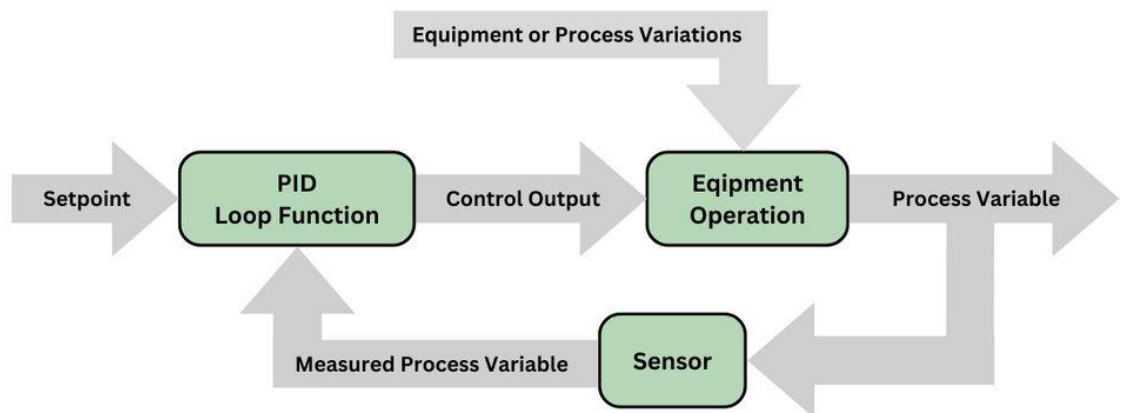 Equipment or Process Variations
Setpoint
PID
Loop Function
Control Output
Eqipment
Operation
Process Variable
Measured Process Variable
Sensor